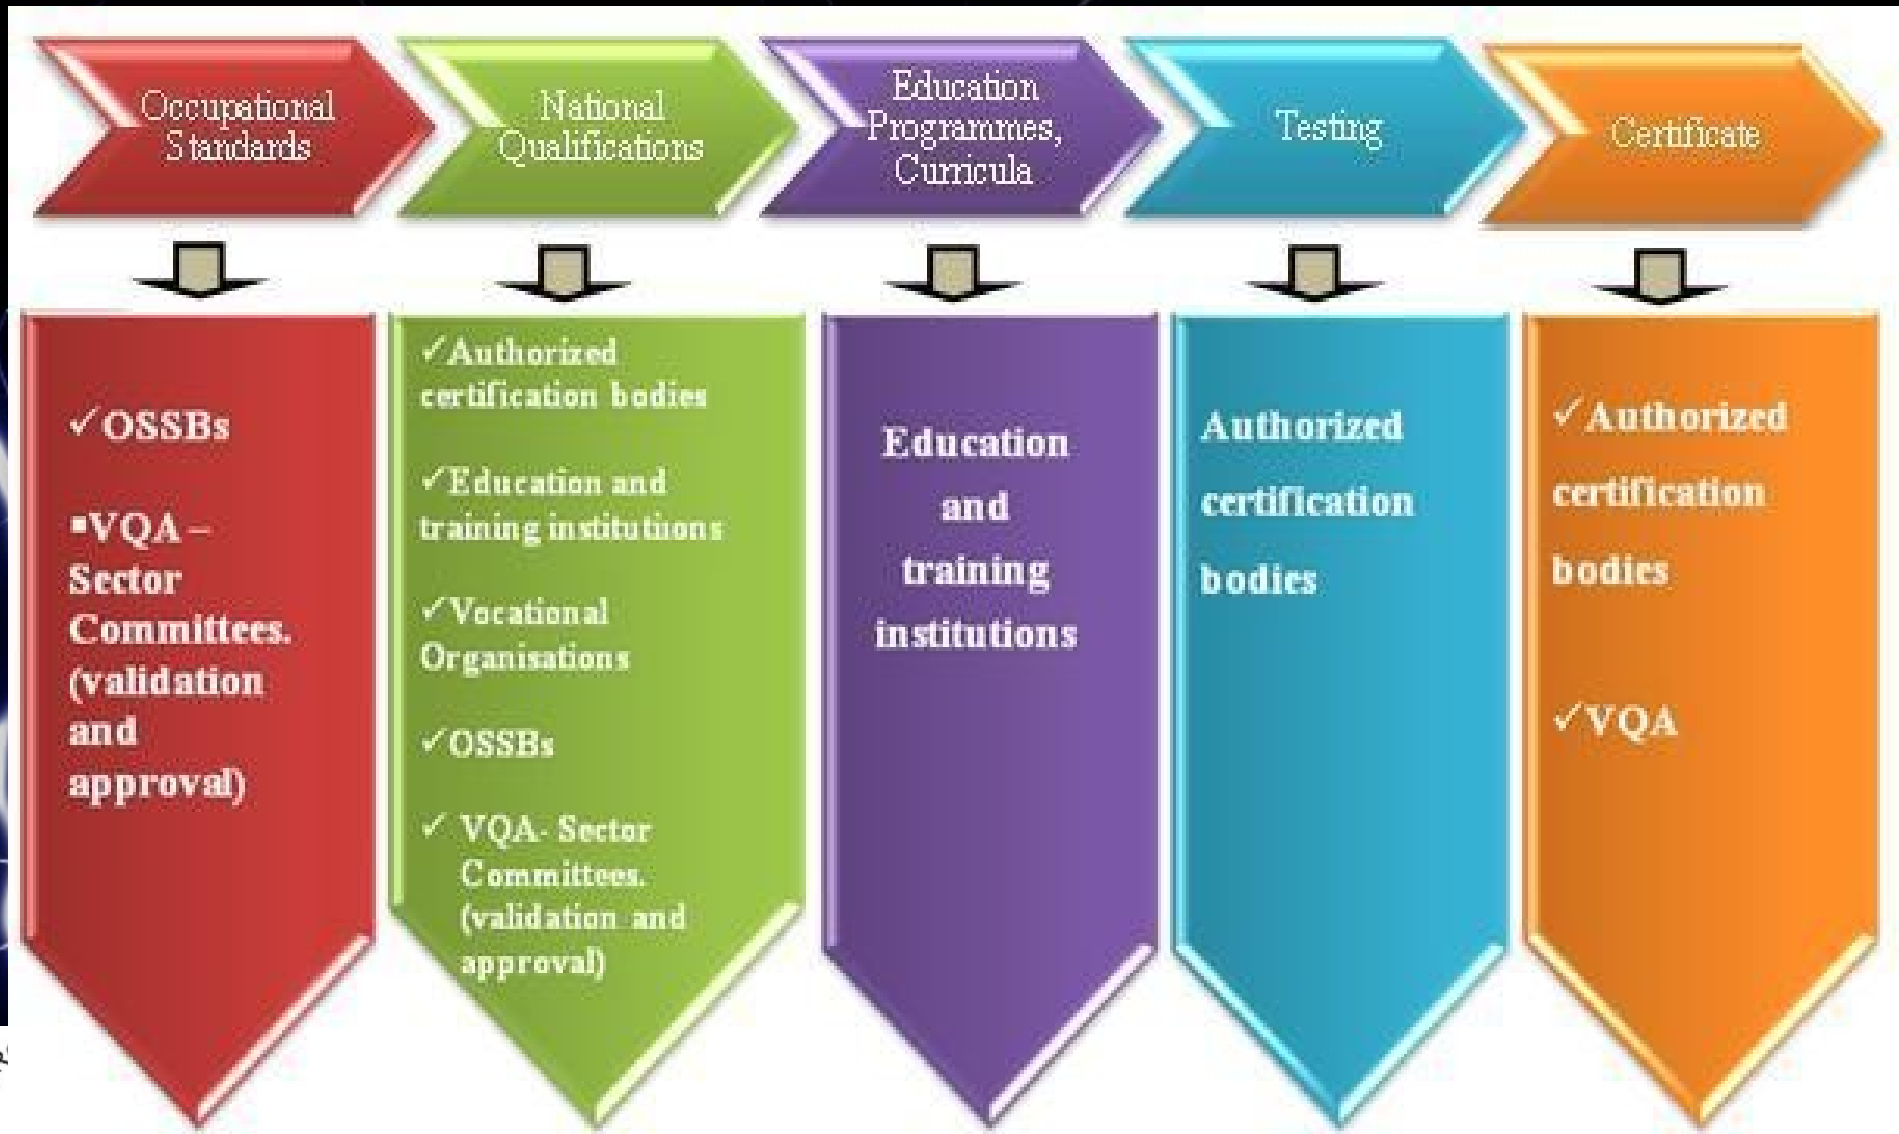 Occupational
Standards
National
Qualifications
Education
Programmes,
Curricula
Testing
Certificate
✓OSSBs
▪VQA –
Sector
Committees.
(validation
and
approval)
✓Authorized
certification bodies
✓Education and
training institutiıons
✓Vocational
Organisations
✓OSSBs
✓ VQA- Sector
Committees.
(validation and
approval)
Education
and
training
institutions
Authorized
certification
bodies
✓Authorized
certification
bodies
✓VQA